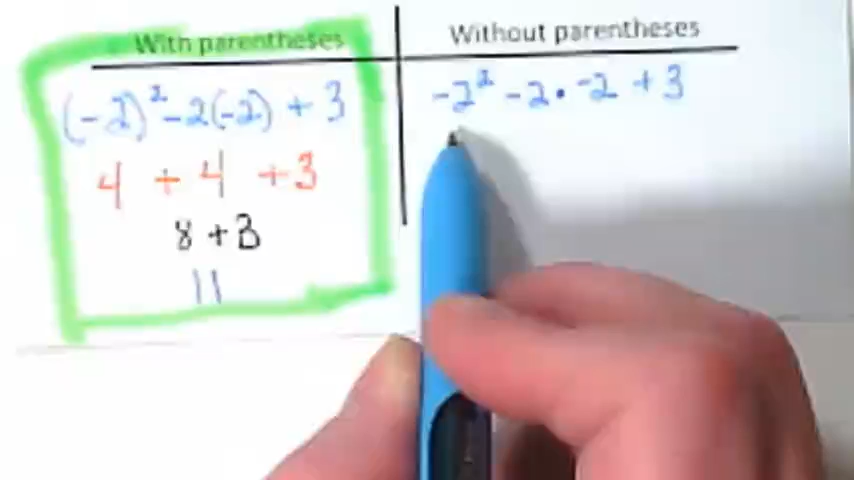 With parentheses
(-2)² -2(-2) + 3
4 + 4 + 3
8 + 3
11
Without parentheses
-2² -2 • -2 + 3